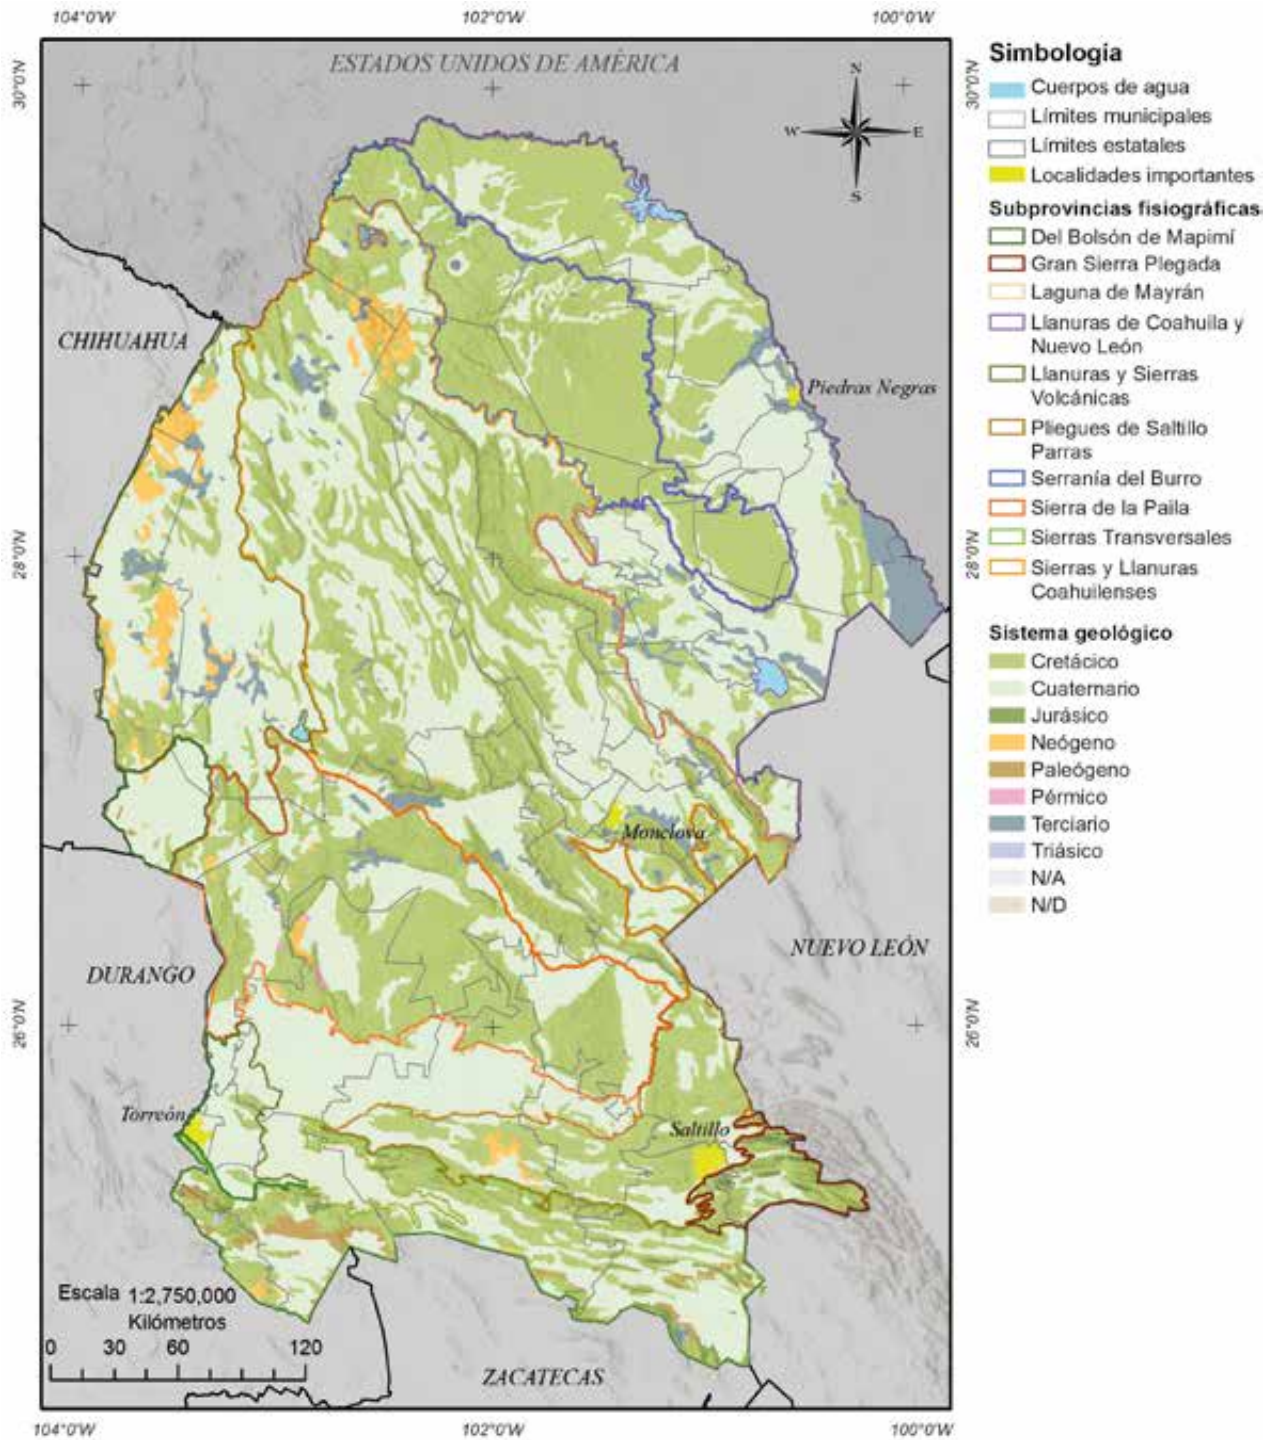 104°0'W
102°0'W
100°0'W
30°0'N
30°0'N
ESTADOS UNIDOS DE AMÉRICA
N
W
E
S
CHIHUAHUA
Piedras Negras
28°0'N
28°0'N
Monclova
DURANGO
NUEVO LEÓN
26°0'N
26°0'N
Torreón
Saltillo
Escala 1:2,750,000
Kilómetros
0 30 60 120
ZACATECAS
104°0'W
102°0'W
100°0'W
Simbología
Cuerpos de agua
Límites municipales
Límites estatales
Localidades importantes
Subprovincias fisiográficas
Del Bolsón de Mapimí
Gran Sierra Plegada
Laguna de Mayrán
Llanuras de Coahuila y
Nuevo León
Llanuras y Sierras
Volcánicas
Pliegues de Saltillo
Parras
Serranía del Burro
Sierra de la Paila
Sierras Transversales
Sierras y Llanuras
Coahuilenses
Sistema geológico
Cretácico
Cuaternario
Jurásico
Neógeno
Paleógeno
Pérmico
Terciario
Triásico
N/A
N/D